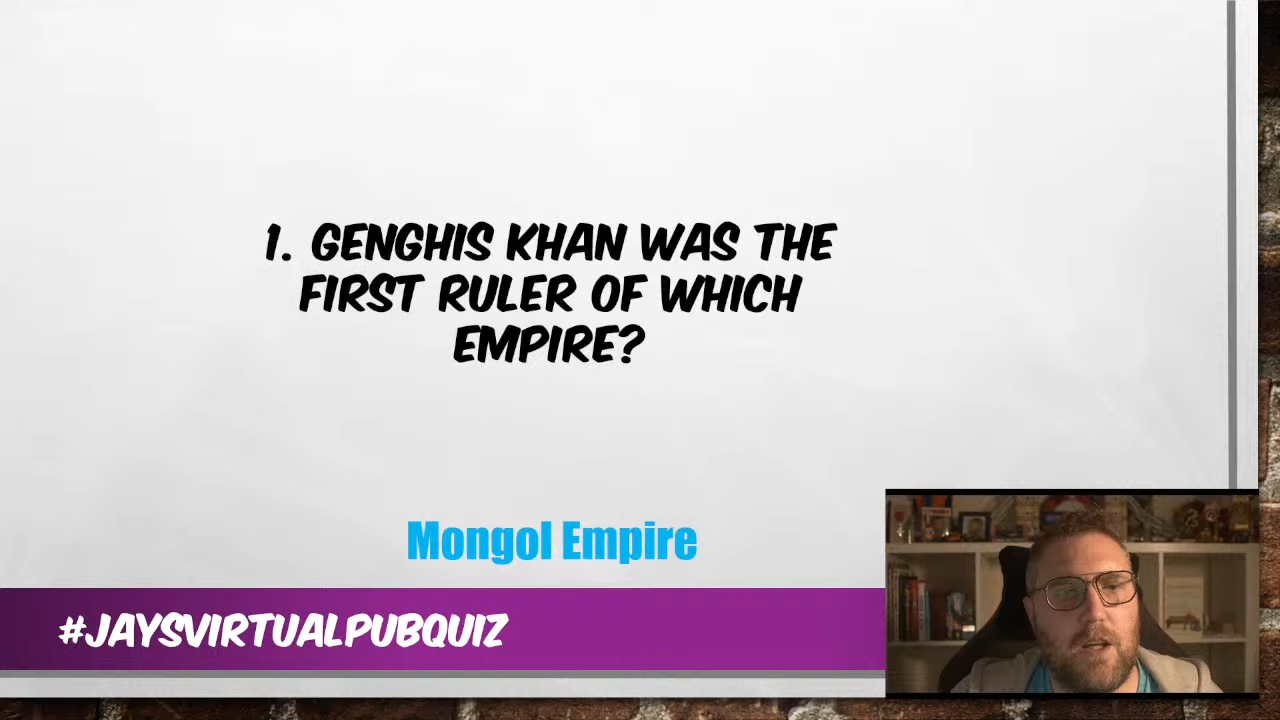 1. GENGHIS KHAN WAS THE
FIRST RULER OF WHICH
EMPIRE?
Mongol Empire
#JAYSVIRTUALPUBQUIZ